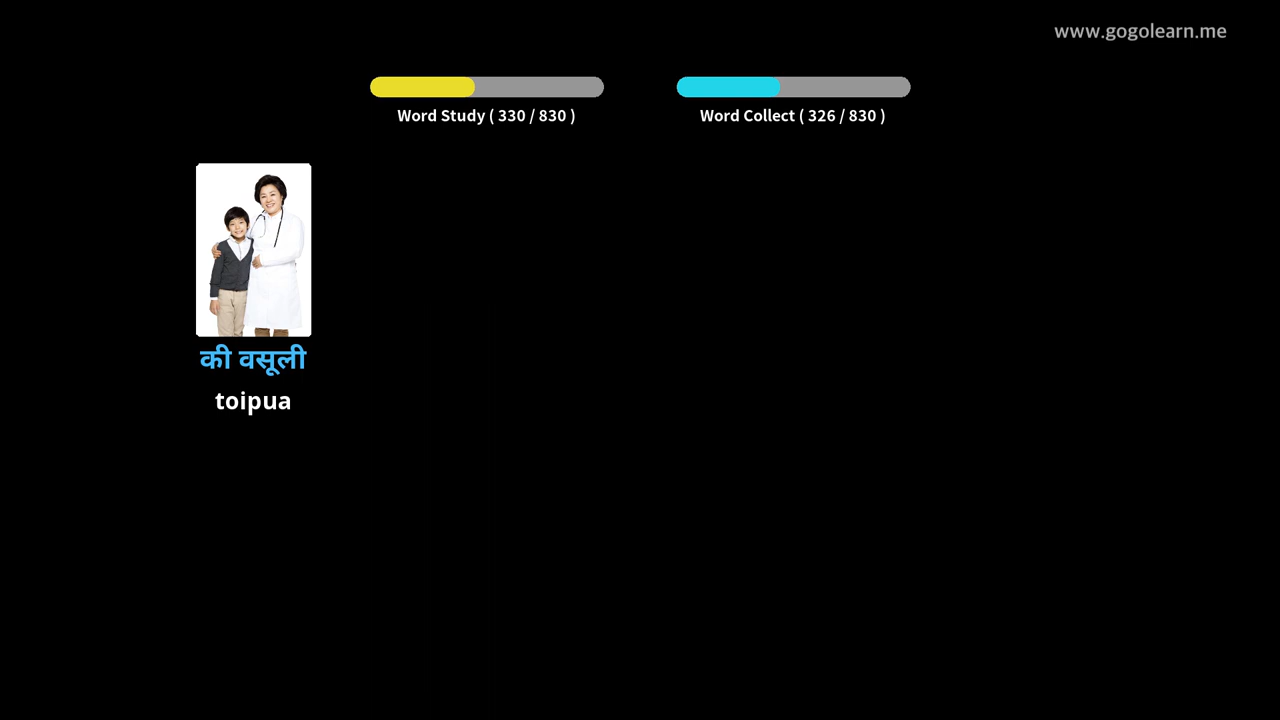 www.gogolearn.me
Word Study ( 330 / 830 )
Word Collect ( 326 / 830 )
की वसूली
toipua